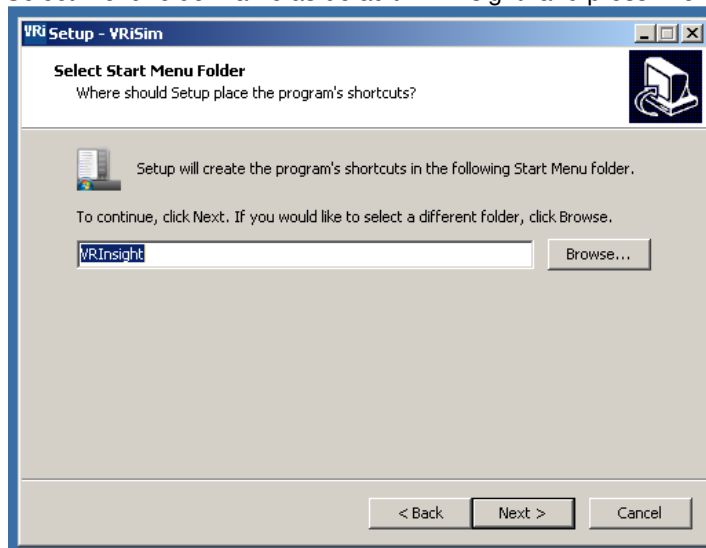 VRi Setup - VRiSim
Select Start Menu Folder
Where should Setup place the program's shortcuts?
Setup will create the program's shortcuts in the following Start Menu folder.
To continue, click Next. If you would like to select a different folder, click Browse.
VRInsight
Browse...
< Back
Next >
Cancel